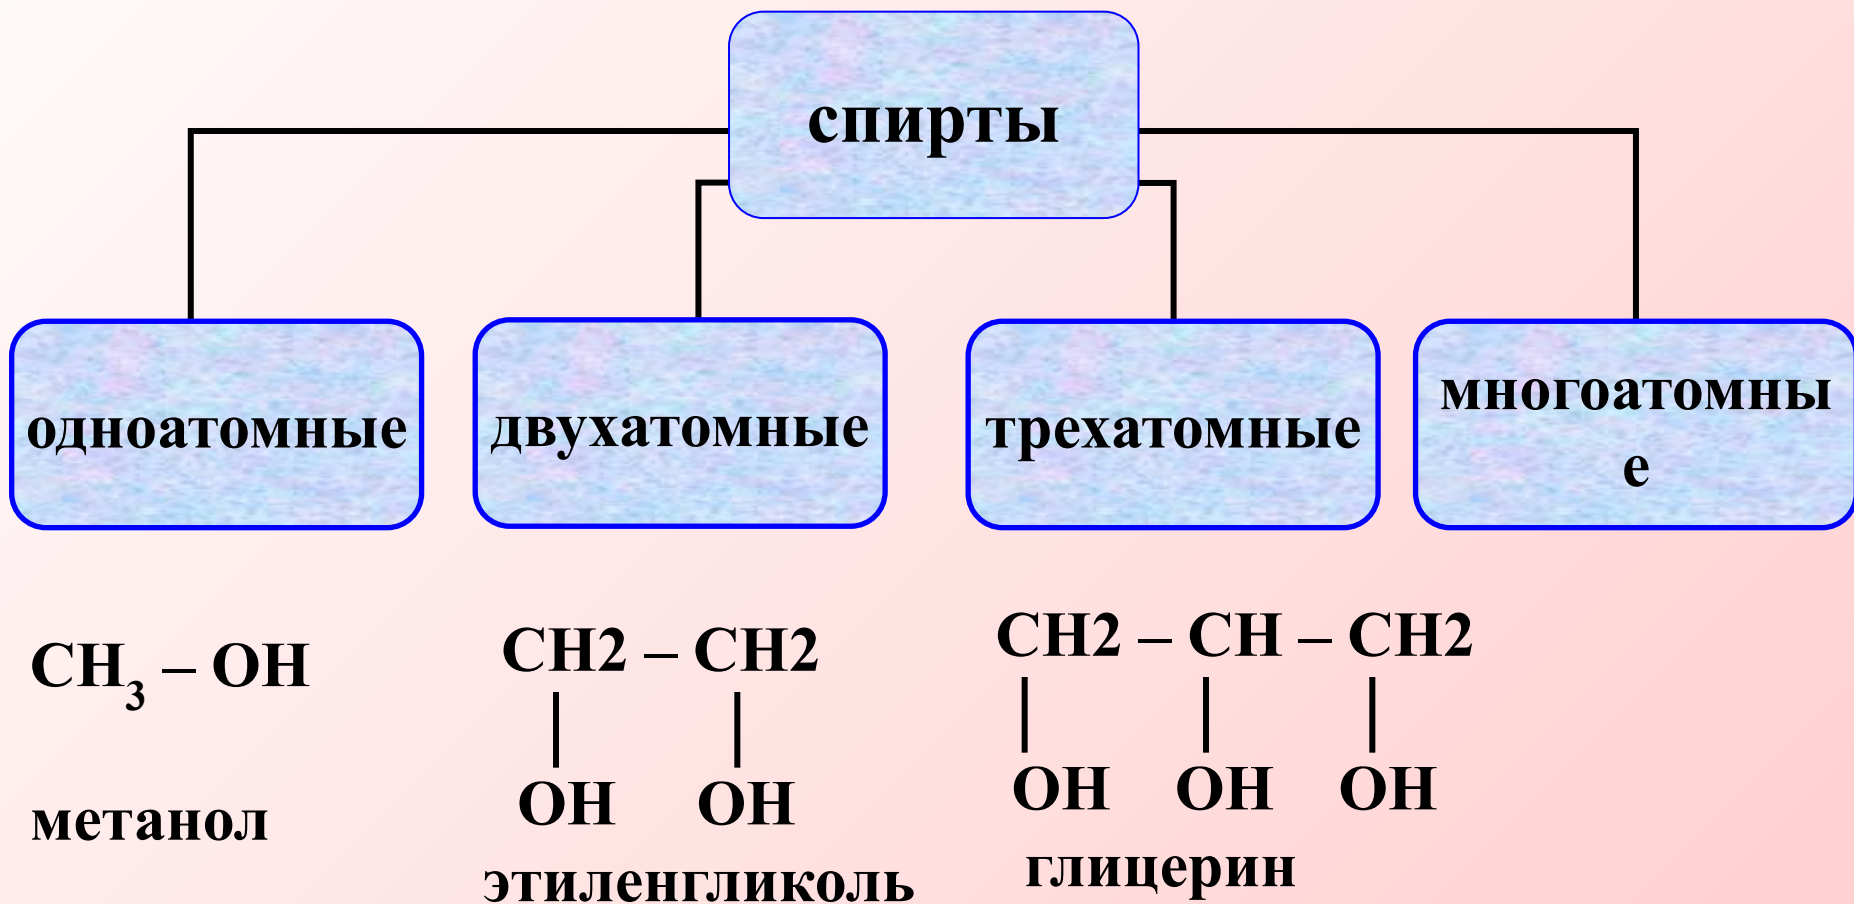 спирты
одноатомные
двухатомные
трехатомные
многоатомны
е
CH₃ – OH
метанол
CH2 – CH2
OH OH
этиленгликоль
CH2 – CH – CH2
OH OH OH
глицерин